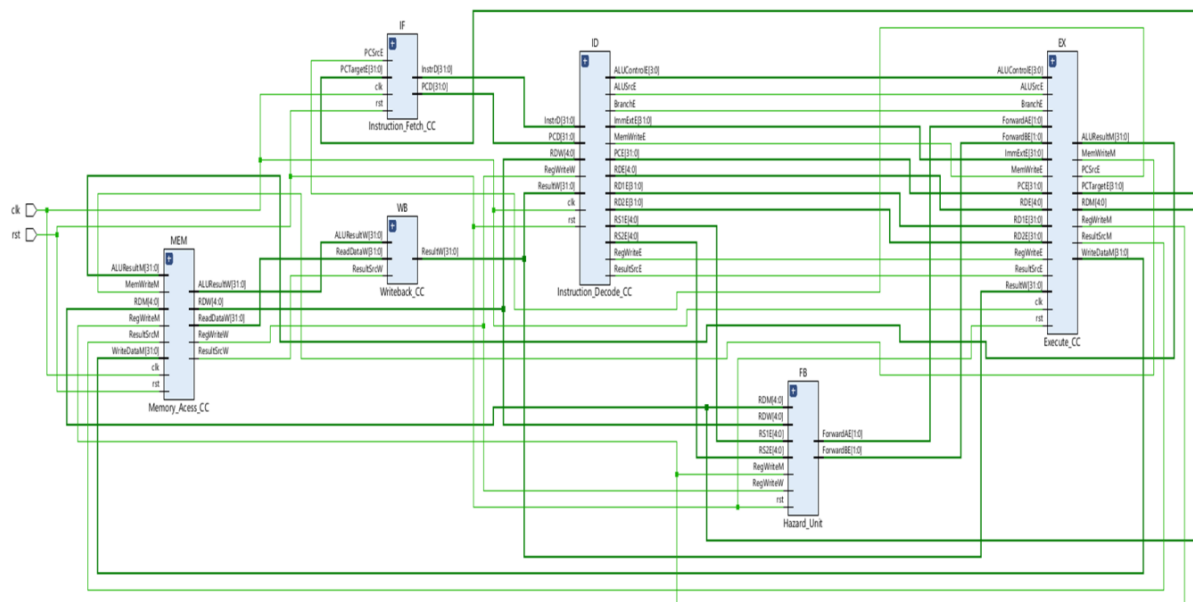 clk
rst
IF
PCSrcE
PCTargetE[31:0]
clk
rst
InstrD[31:0]
PCD[31:0]
Instruction_Fetch_CC
MEM
ALUResultM[31:0]
MemWriteM
RDM[4:0]
RegWriteM
ResultSrcM
WriteDataM[31:0]
clk
rst
ALUResultW[31:0]
RDW[4:0]
ReadDataW[31:0]
RegWriteW
ResultSrcW
Memory_Acess_CC
WB
ALUResultW[31:0]
ReadDataW[31:0]
ResultSrcW
ResultW[31:0]
Writeback_CC
ID
InstrD[31:0]
PCD[31:0]
RDW[4:0]
RegWriteW
ResultW[31:0]
clk
rst
ALUControlE[3:0]
ALUSrcE
BranchE
ImmExtE[31:0]
MemWriteE
PCE[31:0]
RDE[4:0]
RD1E[31:0]
RD2E[31:0]
RS1E[4:0]
RS2E[4:0]
RegWriteE
ResultSrcE
Instruction_Decode_CC
FB
RDM[4:0]
RDW[4:0]
RS1E[4:0]
RS2E[4:0]
RegWriteM
RegWriteW
rst
ForwardAE[1:0]
ForwardBE[1:0]
Hazard_Unit
EX
ALUControlE[3:0]
ALUSrcE
BranchE
ForwardAE[1:0]
ForwardBE[1:0]
ImmExtE[31:0]
MemWriteE
PCE[31:0]
RDE[4:0]
RD1E[31:0]
RD2E[31:0]
RegWriteE
ResultSrcE
ResultW[31:0]
clk
rst
ALUResultM[31:0]
MemWriteM
PCSrcE
PCTargetE[31:0]
RDM[4:0]
RegWriteM
ResultSrcM
WriteDataM[31:0]
Execute_CC